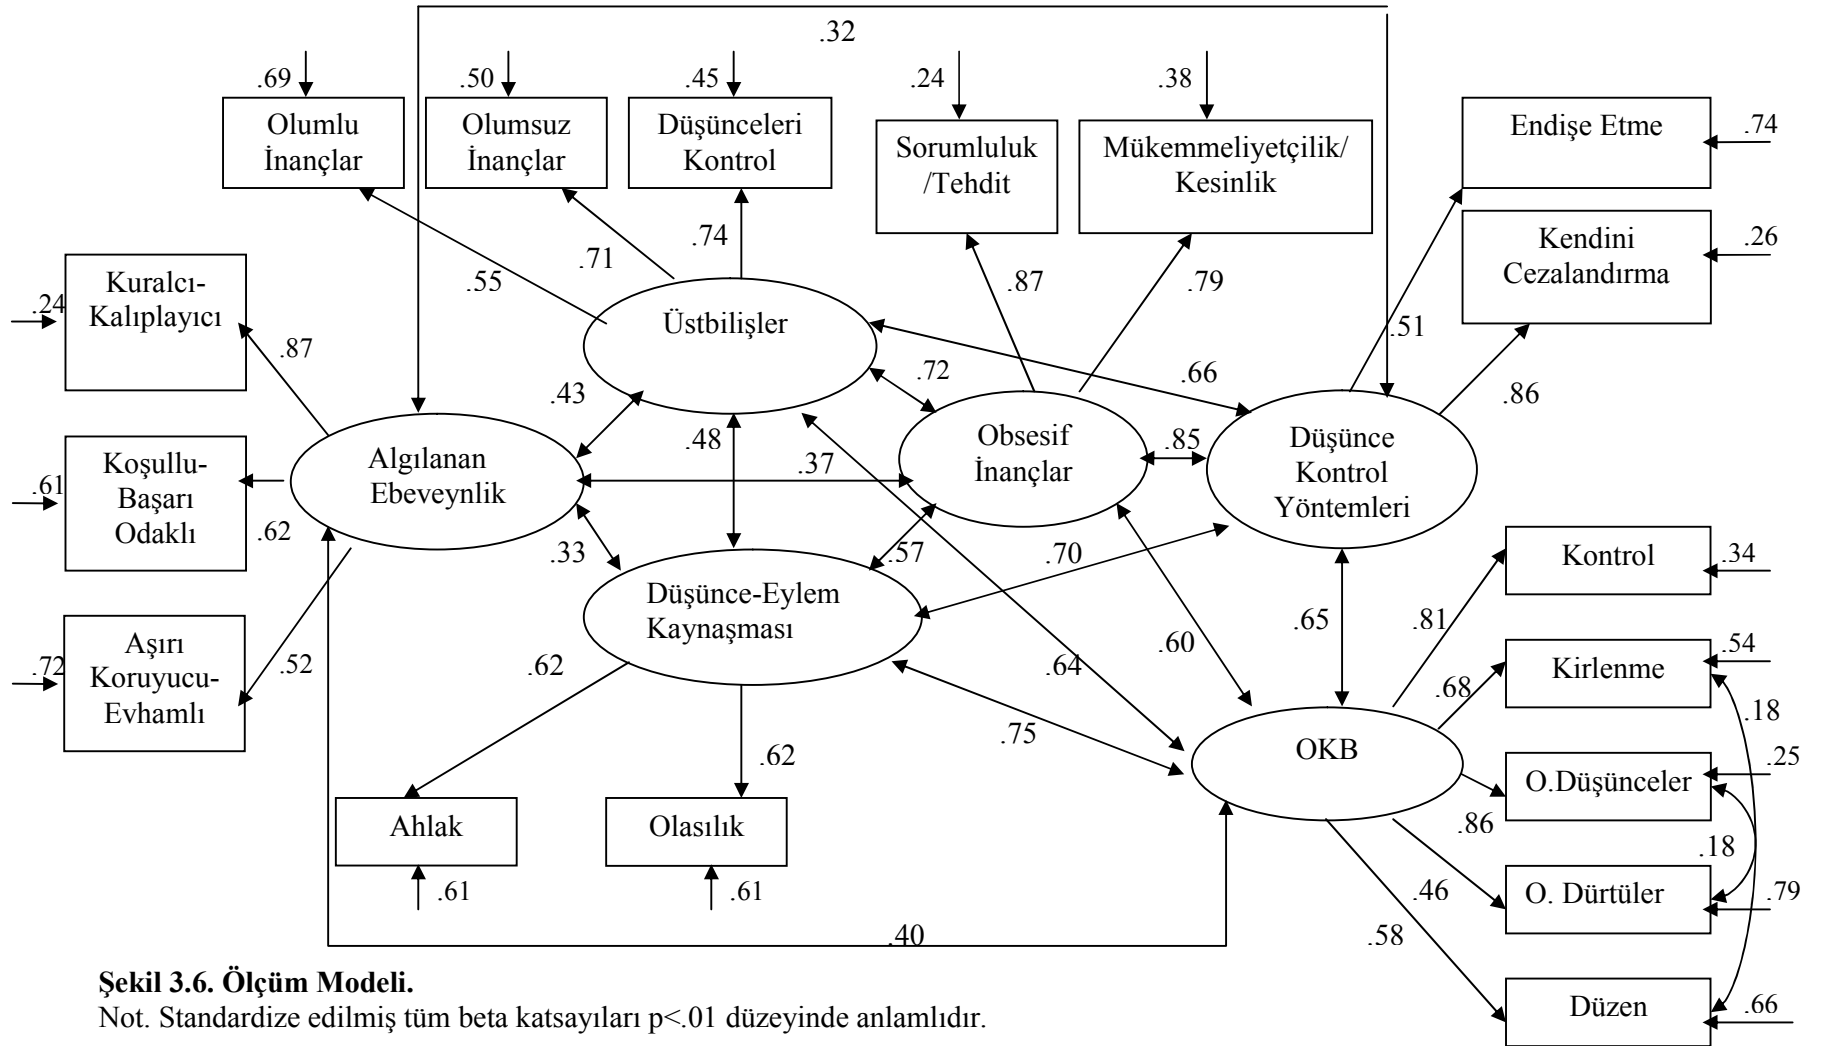 .32
.69
.50
.45
.24
.38
Olumlu
İnançlar
Olumsuz
İnançlar
Düşünceleri
Kontrol
Sorumluluk
/Tehdit
Mükemmeliyetçilik/
Kesinlik
Endişe Etme
.74
Kendini
Cezalandırma
.26
.55
.71
.74
.87
.79
.51
.86
.24
Kuralcı-
Kalıplayıcı
.87
Üstbilişler
.43
.72
.66
.48
.37
.85
.61
Koşullu-
Başarı
Odaklı
.62
Algılanan
Ebeveynlik
Obsesif
İnançlar
Düşünce
Kontrol
Yöntemleri
.33
.57
.70
.72
Aşırı
Koruyucu-
Evhamlı
.52
Düşünce-Eylem
Kaynaşması
.62
.62
.64
.60
.65
.75
Kontrol
.34
.81
Kirlenme
.54
.68
.18
OKB
O.Düşünceler
.25
.86
.18
O. Dürtüler
.79
.46
.58
Düzen
.66
Ahlak
.61
Olasılık
.61
.40
Şekil 3.6. Ölçüm Modeli.
Not. Standardize edilmiş tüm beta katsayıları p<.01 düzeyinde anlamlıdır.